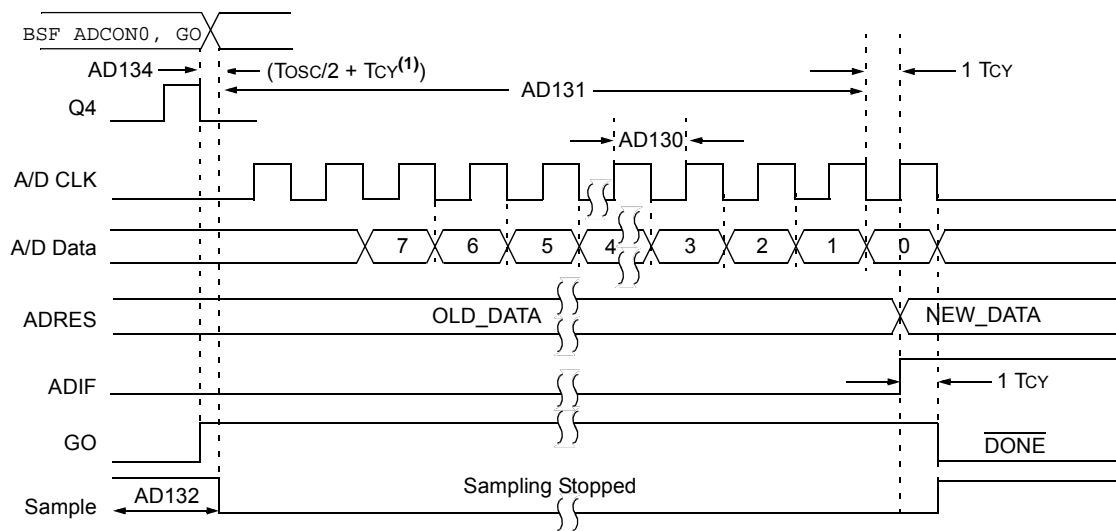 BSF ADCON0, GO
AD134 (TOSC/2 + TCY(1)) 1 TCY
AD131
Q4
AD130
A/D CLK
A/D Data 7 6 5 4 3 2 1 0
ADRES OLD_DATA NEW_DATA
ADIF 1 TCY
GO DONE
AD132 Sampling Stopped
Sample